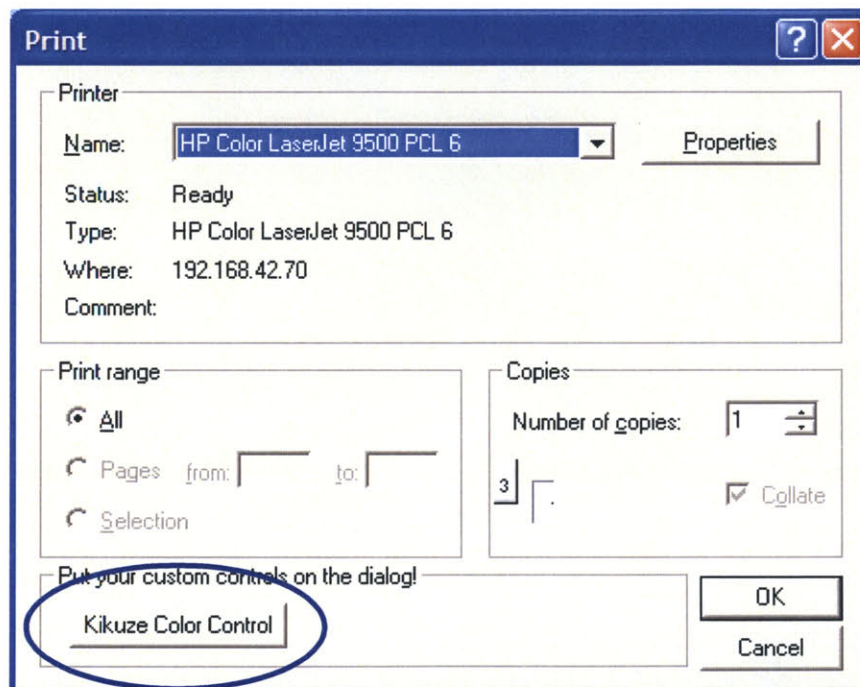 Print
Printer
Name: HP Color LaserJet 9500 PCL 6 Properties
Status: Ready
Type: HP Color LaserJet 9500 PCL 6
Where: 192.168.42.70
Comment:
Print range
All
Pages from: to:
Selection
Copies
Number of copies: 1
3
Collate
Put your custom controls on the dialog!
Kikuze Color Control
OK
Cancel